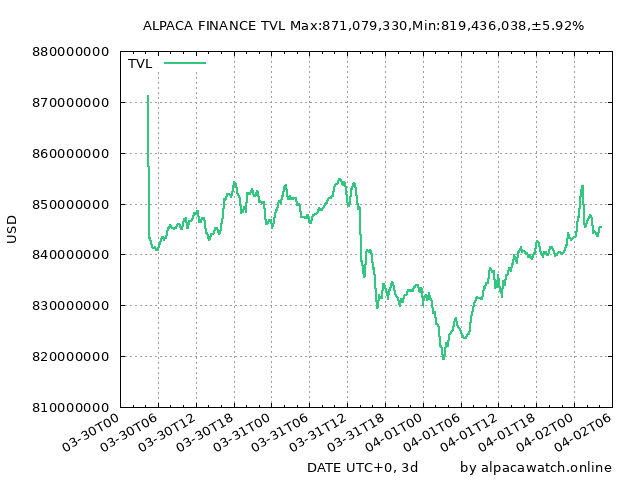 ALPACA FINANCE TVL Max:871,079,330,Min:819,436,038,±5.92%
880000000
870000000
860000000
850000000
840000000
830000000
820000000
810000000
USD
TVL
03-30T00
03-30T06
03-30T12
03-30T18
03-31T00
03-31T06
03-31T12
03-31T18
04-01T00
04-01T06
04-01T12
04-01T18
04-02T00
04-02T06
DATE UTC+0, 3d
by alpacawatch.online